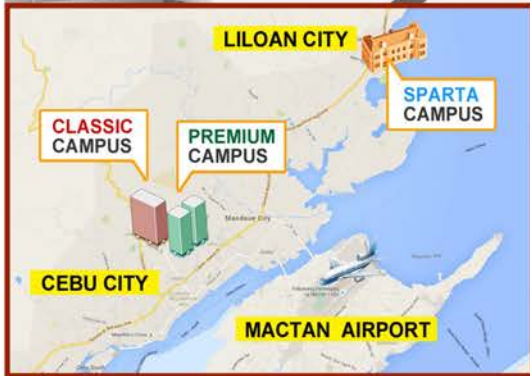 LILOAN CITY
SPARTA
CAMPUS
CLASSIC
CAMPUS
PREMIUM
CAMPUS
Mandaue City
CEBU CITY
MACTAN AIRPORT